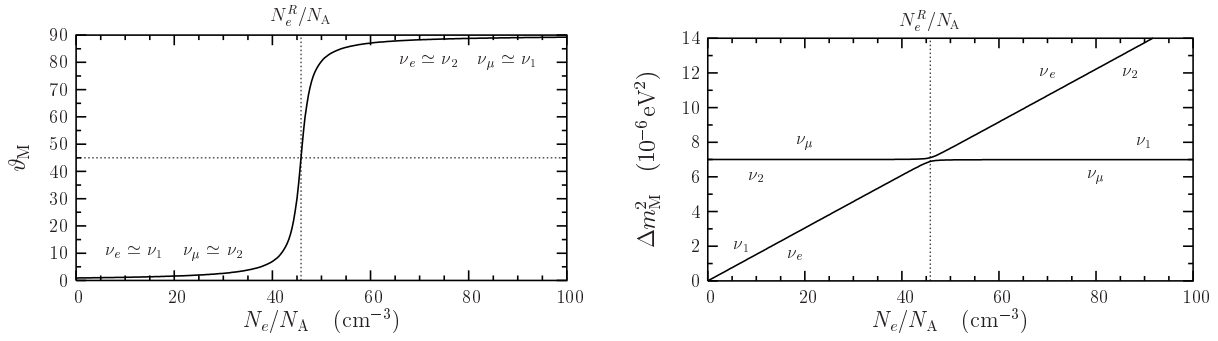 N_e^R/N_A
90
80
70
60
50
40
30
20
10
0
ϑ_M
ν_e ≃ ν_2 ν_μ ≃ ν_1
ν_e ≃ ν_1 ν_μ ≃ ν_2
0 20 40 60 80 100
N_e/N_A (cm^−3)
N_e^R/N_A
14
12
10
8
6
4
2
0
Δm_M^2 (10^−6 eV^2)
ν_e ν_2
ν_μ ν_1
ν_2 ν_μ
ν_1
ν_e
0 20 40 60 80 100
N_e/N_A (cm^−3)